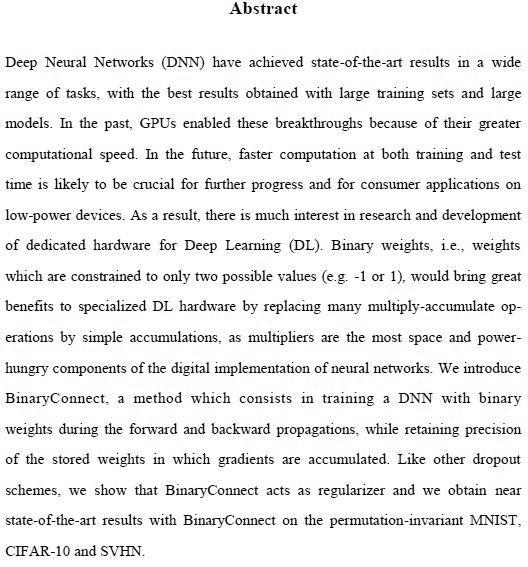 Abstract
Deep Neural Networks (DNN) have achieved state-of-the-art results in a wide
range of tasks, with the best results obtained with large training sets and large
models. In the past, GPUs enabled these breakthroughs because of their greater
computational speed. In the future, faster computation at both training and test
time is likely to be crucial for further progress and for consumer applications on
low-power devices. As a result, there is much interest in research and development
of dedicated hardware for Deep Learning (DL). Binary weights, i.e., weights
which are constrained to only two possible values (e.g. -1 or 1), would bring great
benefits to specialized DL hardware by replacing many multiply-accumulate op-
erations by simple accumulations, as multipliers are the most space and power-
hungry components of the digital implementation of neural networks. We introduce
BinaryConnect, a method which consists in training a DNN with binary
weights during the forward and backward propagations, while retaining precision
of the stored weights in which gradients are accumulated. Like other dropout
schemes, we show that BinaryConnect acts as regularizer and we obtain near
state-of-the-art results with BinaryConnect on the permutation-invariant MNIST,
CIFAR-10 and SVHN.